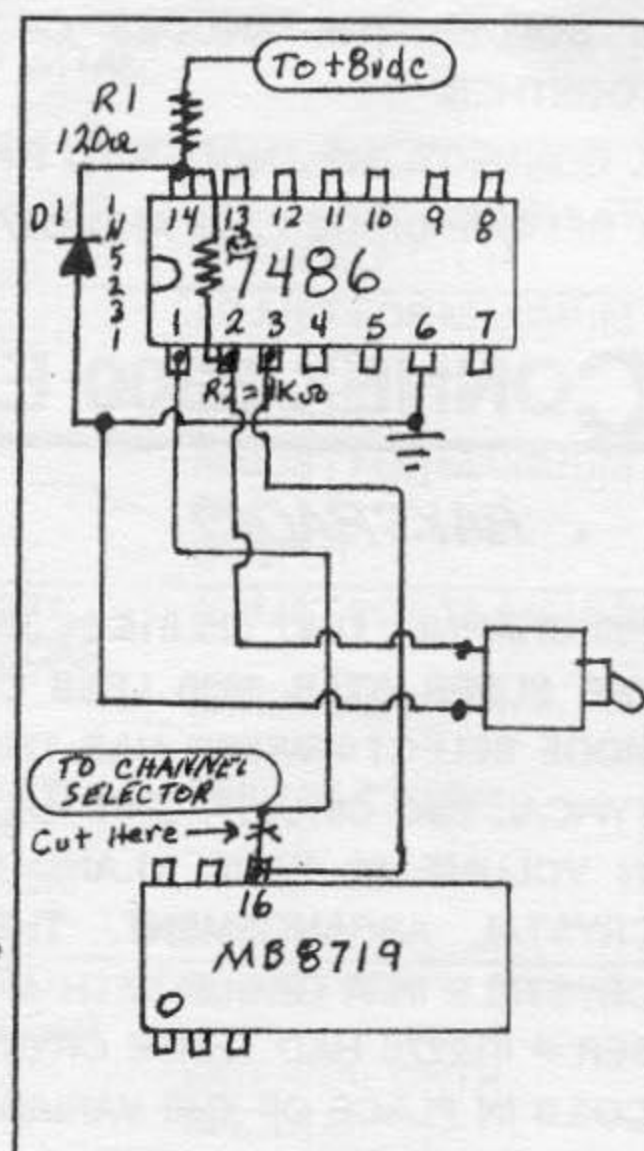 To +8vdc
R1
120Ω
D1
1N5231
14 13 12 11 10 9 8
R2
7486
1 2 3 4 5 6 7
R2 = 1KΩ
TO CHANNEL
SELECTOR
Cut Here →
16
MB8719